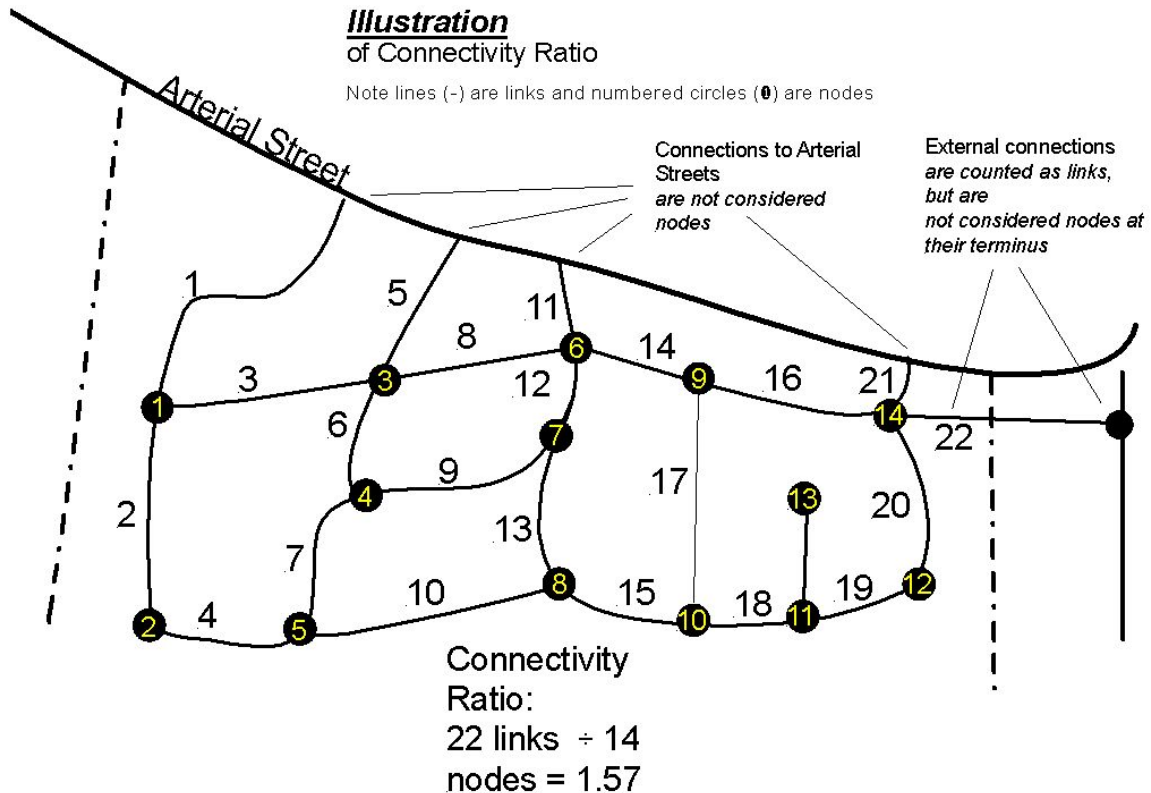 Illustration
of Connectivity Ratio
Note lines (-) are links and numbered circles (0) are nodes
Arterial Street
Connections to Arterial
Streets
are not considered
nodes
External connections
are counted as links,
but are
not considered nodes at
their terminus
1
5
11
8
6
14
9
16
21
14
22
3
3
12
1
6
7
4
9
17
13
20
2
13
7
8
12
10
15
18
19
2
4
5
10
11
Connectivity
Ratio:
22 links ÷ 14
nodes = 1.57